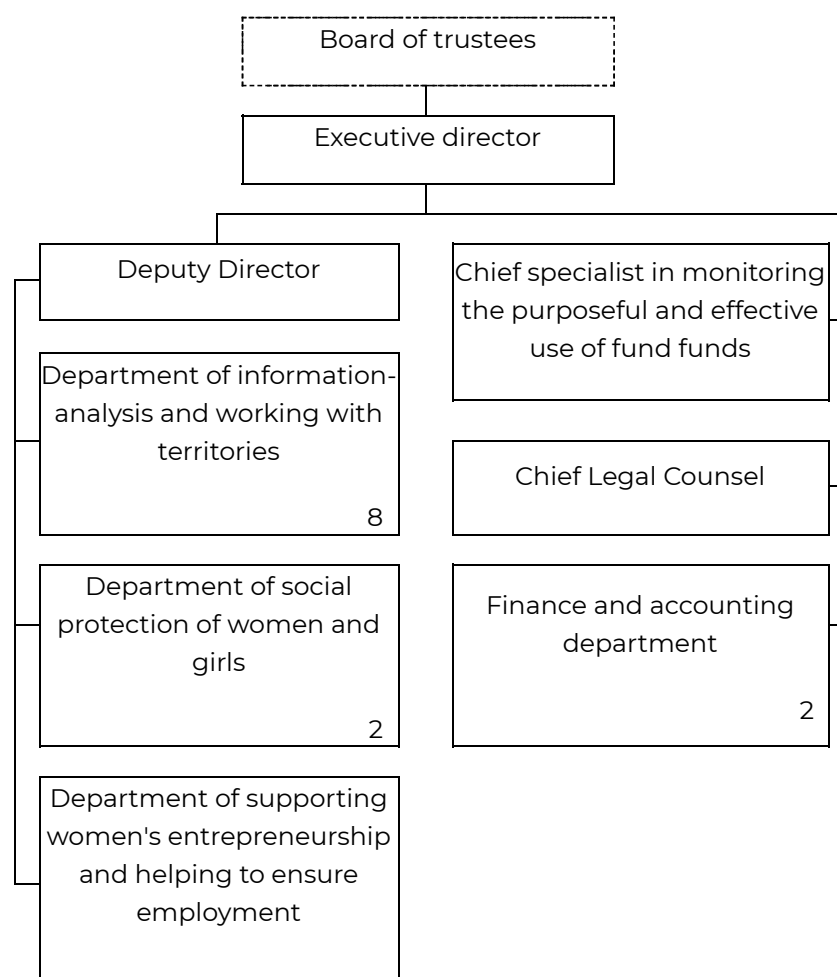 Board of trustees
Executive director
Deputy Director
Department of information-
analysis and working with
territories
8
Department of social
protection of women and
girls
2
Department of supporting
women's entrepreneurship
and helping to ensure
employment
Chief specialist in monitoring
the purposeful and effective
use of fund funds
Chief Legal Counsel
Finance and accounting
department
2